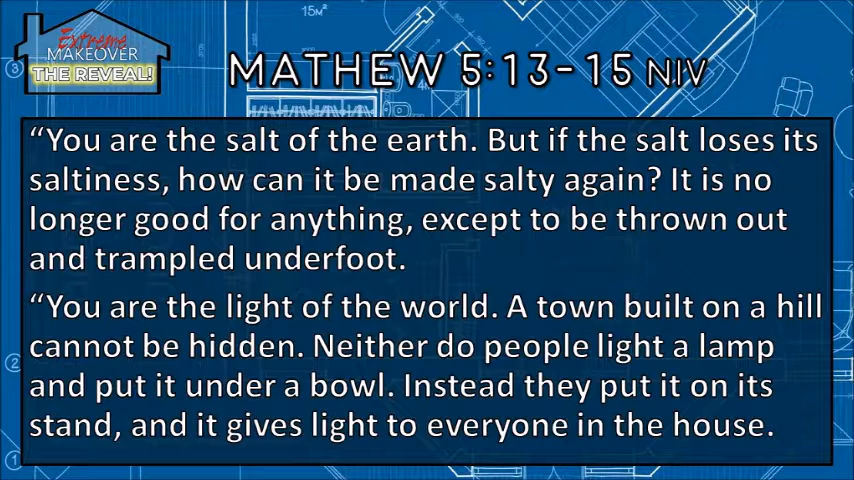 Extreme
MAKEOVER
THE REVEAL!
15м²
3
MATHEW 5:13-15 NIV
“You are the salt of the earth. But if the salt loses its
saltiness, how can it be made salty again? It is no
longer good for anything, except to be thrown out
and trampled underfoot.
“You are the light of the world. A town built on a hill
cannot be hidden. Neither do people light a lamp
and put it under a bowl. Instead they put it on its
stand, and it gives light to everyone in the house.
2
1